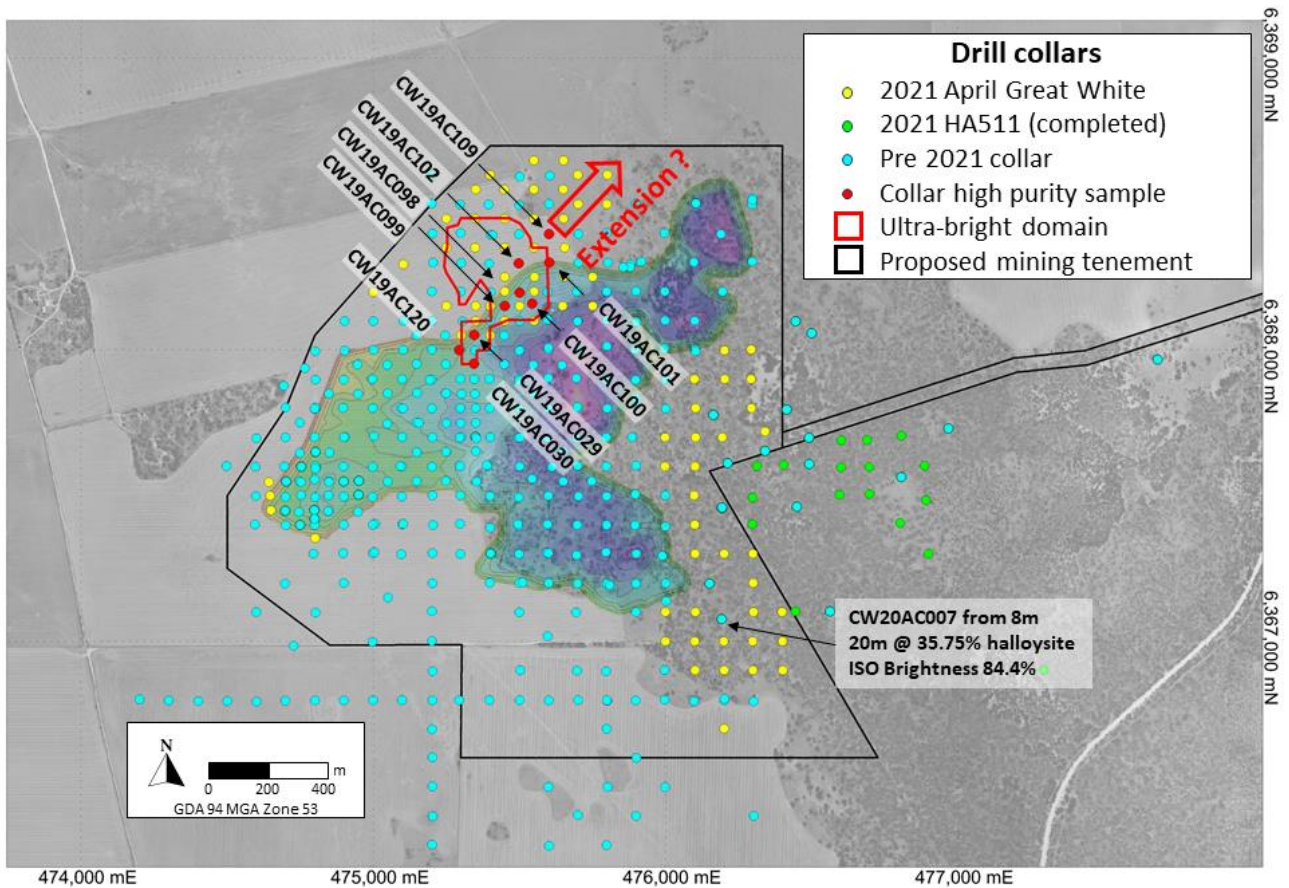 6,369,000 mN
Drill collars
2021 April Great White
2021 HA511 (completed)
Pre 2021 collar
Collar high purity sample
Ultra-bright domain
Proposed mining tenement
CW19AC109
CW19AC102
CW19AC098
CW19AC099
CW19AC120
Extension ?
CW19AC101
CW19AC100
CW19AC029
CW19AC030
6,368,000 mN
CW20AC007 from 8m
20m @ 35.75% halloysite
ISO Brightness 84.4%
6,367,000 mN
N
m
0 200 400
GDA 94 MGA Zone 53
474,000 mE
475,000 mE
476,000 mE
477,000 mE